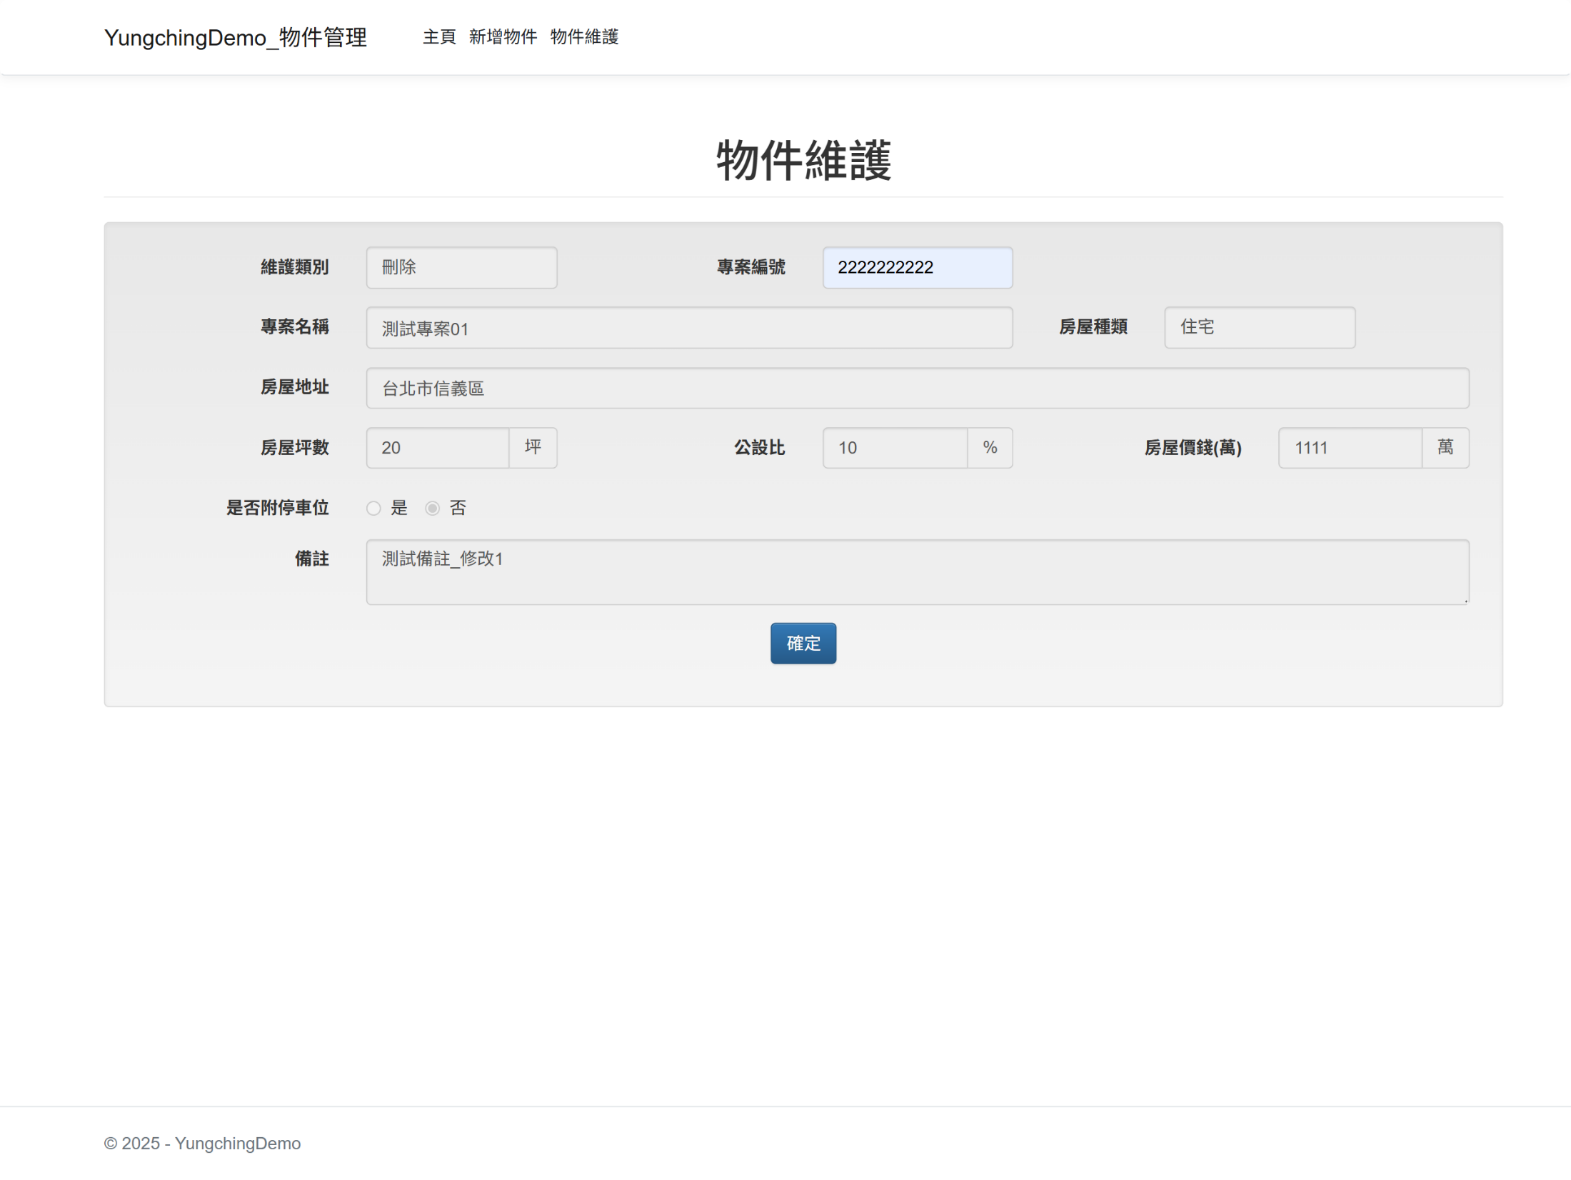 YungchingDemo_物件管理 主頁 新增物件 物件維護
物件維護
維護類別 刪除 專案編號 2222222222
專案名稱 測試專案01 房屋種類 住宅
房屋地址 台北市信義區
房屋坪數 20 坪 公設比 10 % 房屋價錢(萬) 1111 萬
是否附停車位 是 否
備註 測試備註_修改1
確定
© 2025 - YungchingDemo